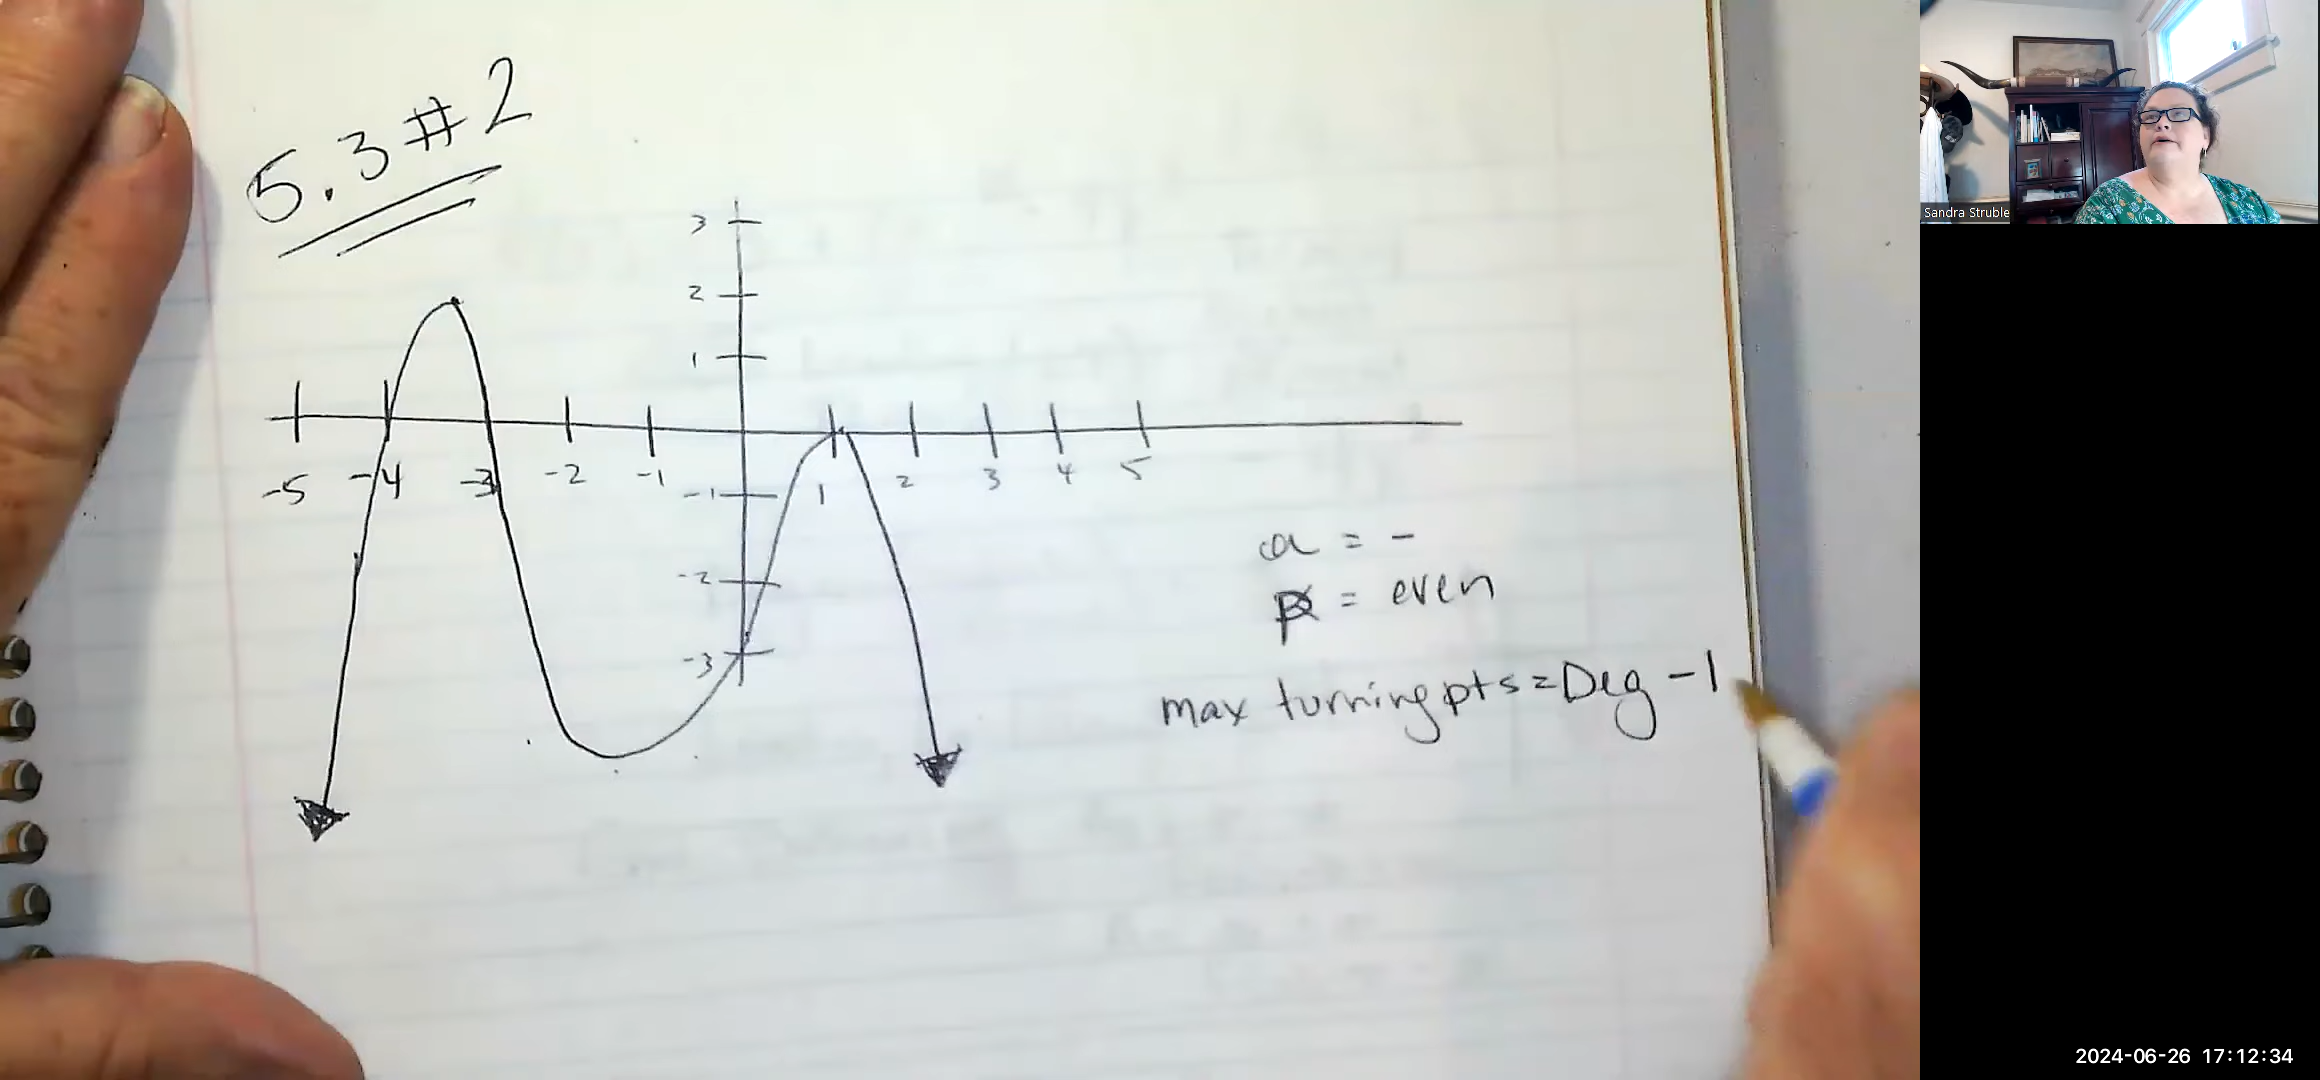 5.3 #2
3
2
1
-5 -4 -3 -2 -1 1 2 3 4 5
-1
-2
-3
a = -
= even
max turning pts = Deg - 1
Sandra Struble
2024-06-26 17:12:34